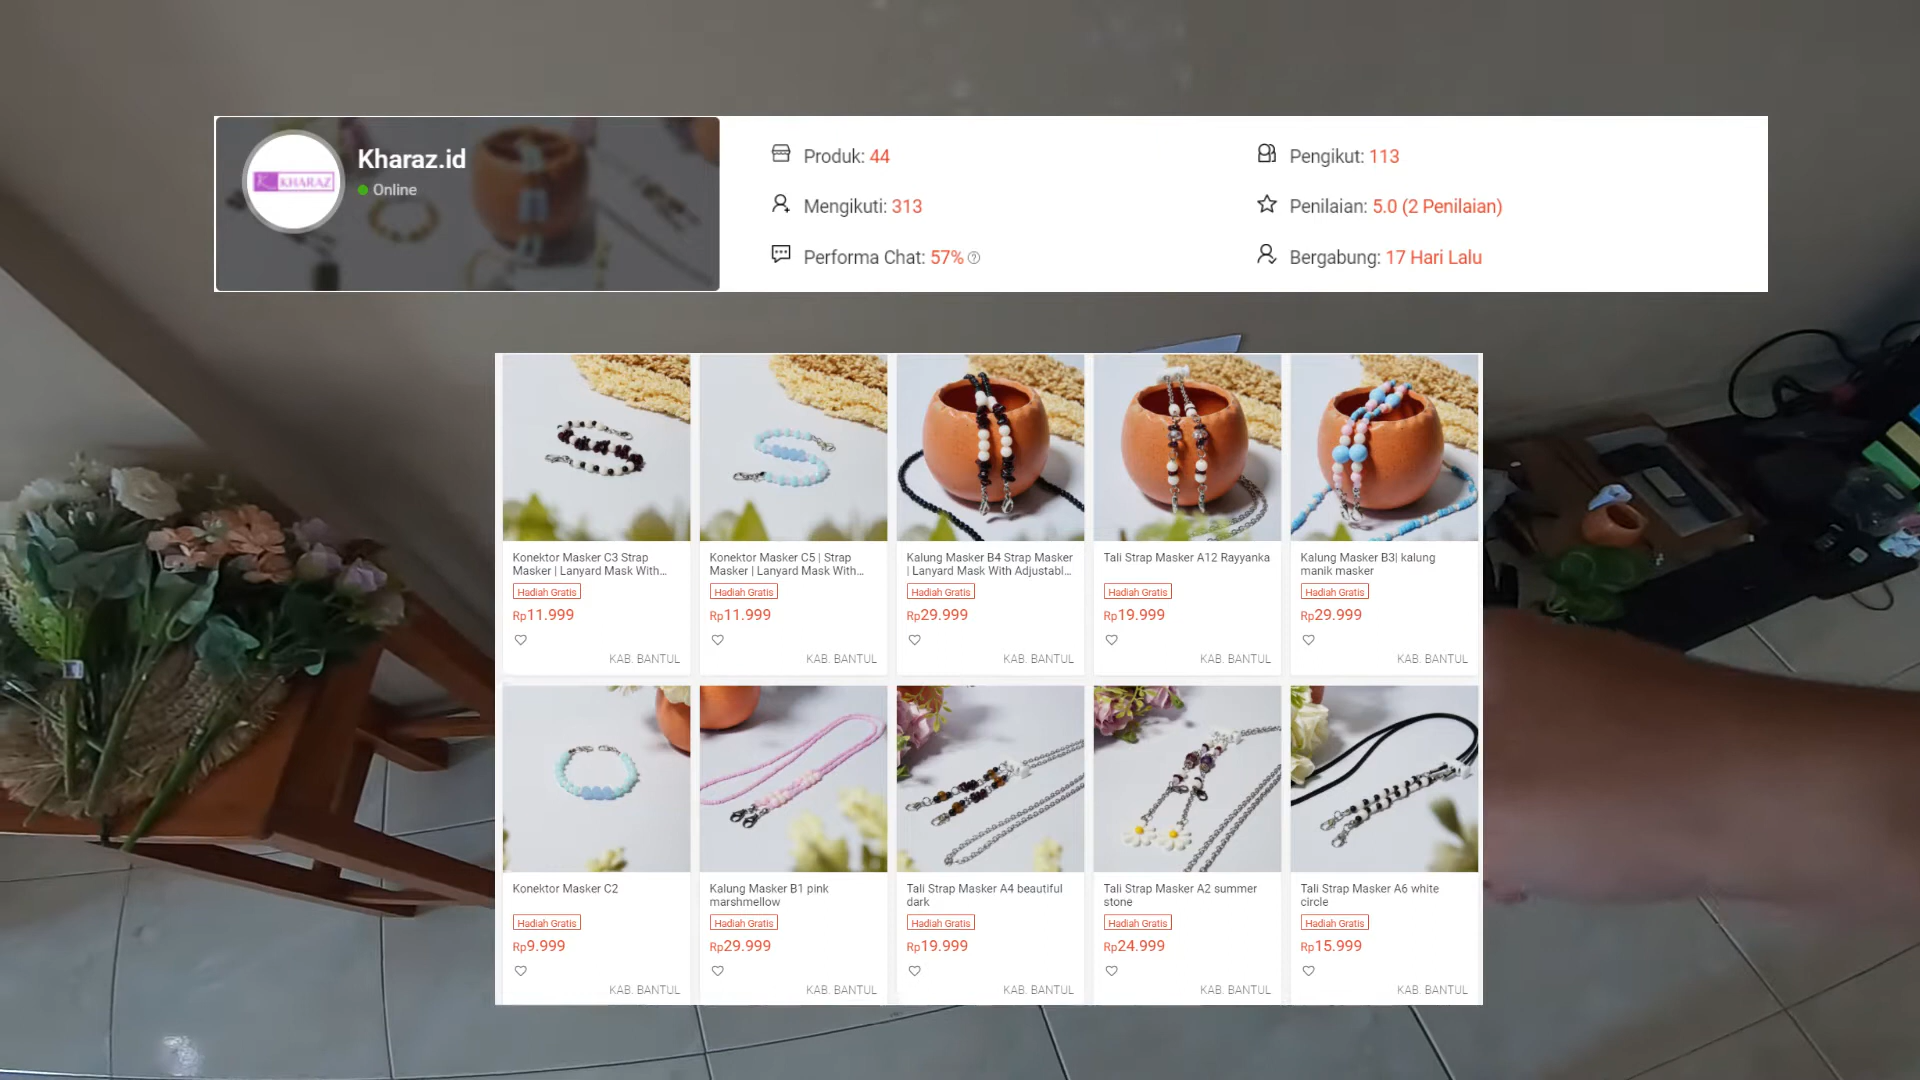 KHARAZ
Kharaz.id
Online
Produk: 44
Mengikuti: 313
Performa Chat: 57%
Pengikut: 113
Penilaian: 5.0 (2 Penilaian)
Bergabung: 17 Hari Lalu
Konektor Masker C3 Strap
Masker | Lanyard Mask With...
Hadiah Gratis
Rp11.999
KAB. BANTUL
Konektor Masker C5 | Strap
Masker | Lanyard Mask With...
Hadiah Gratis
Rp11.999
KAB. BANTUL
Kalung Masker B4 Strap Masker
| Lanyard Mask With Adjustabl...
Hadiah Gratis
Rp29.999
KAB. BANTUL
Tali Strap Masker A12 Rayyanka
Hadiah Gratis
Rp19.999
KAB. BANTUL
Kalung Masker B3| kalung
manik masker
Hadiah Gratis
Rp29.999
KAB. BANTUL
Konektor Masker C2
Hadiah Gratis
Rp9.999
KAB. BANTUL
Kalung Masker B1 pink
marshmellow
Hadiah Gratis
Rp29.999
KAB. BANTUL
Tali Strap Masker A4 beautiful
dark
Hadiah Gratis
Rp19.999
KAB. BANTUL
Tali Strap Masker A2 summer
stone
Hadiah Gratis
Rp24.999
KAB. BANTUL
Tali Strap Masker A6 white
circle
Hadiah Gratis
Rp15.999
KAB. BANTUL